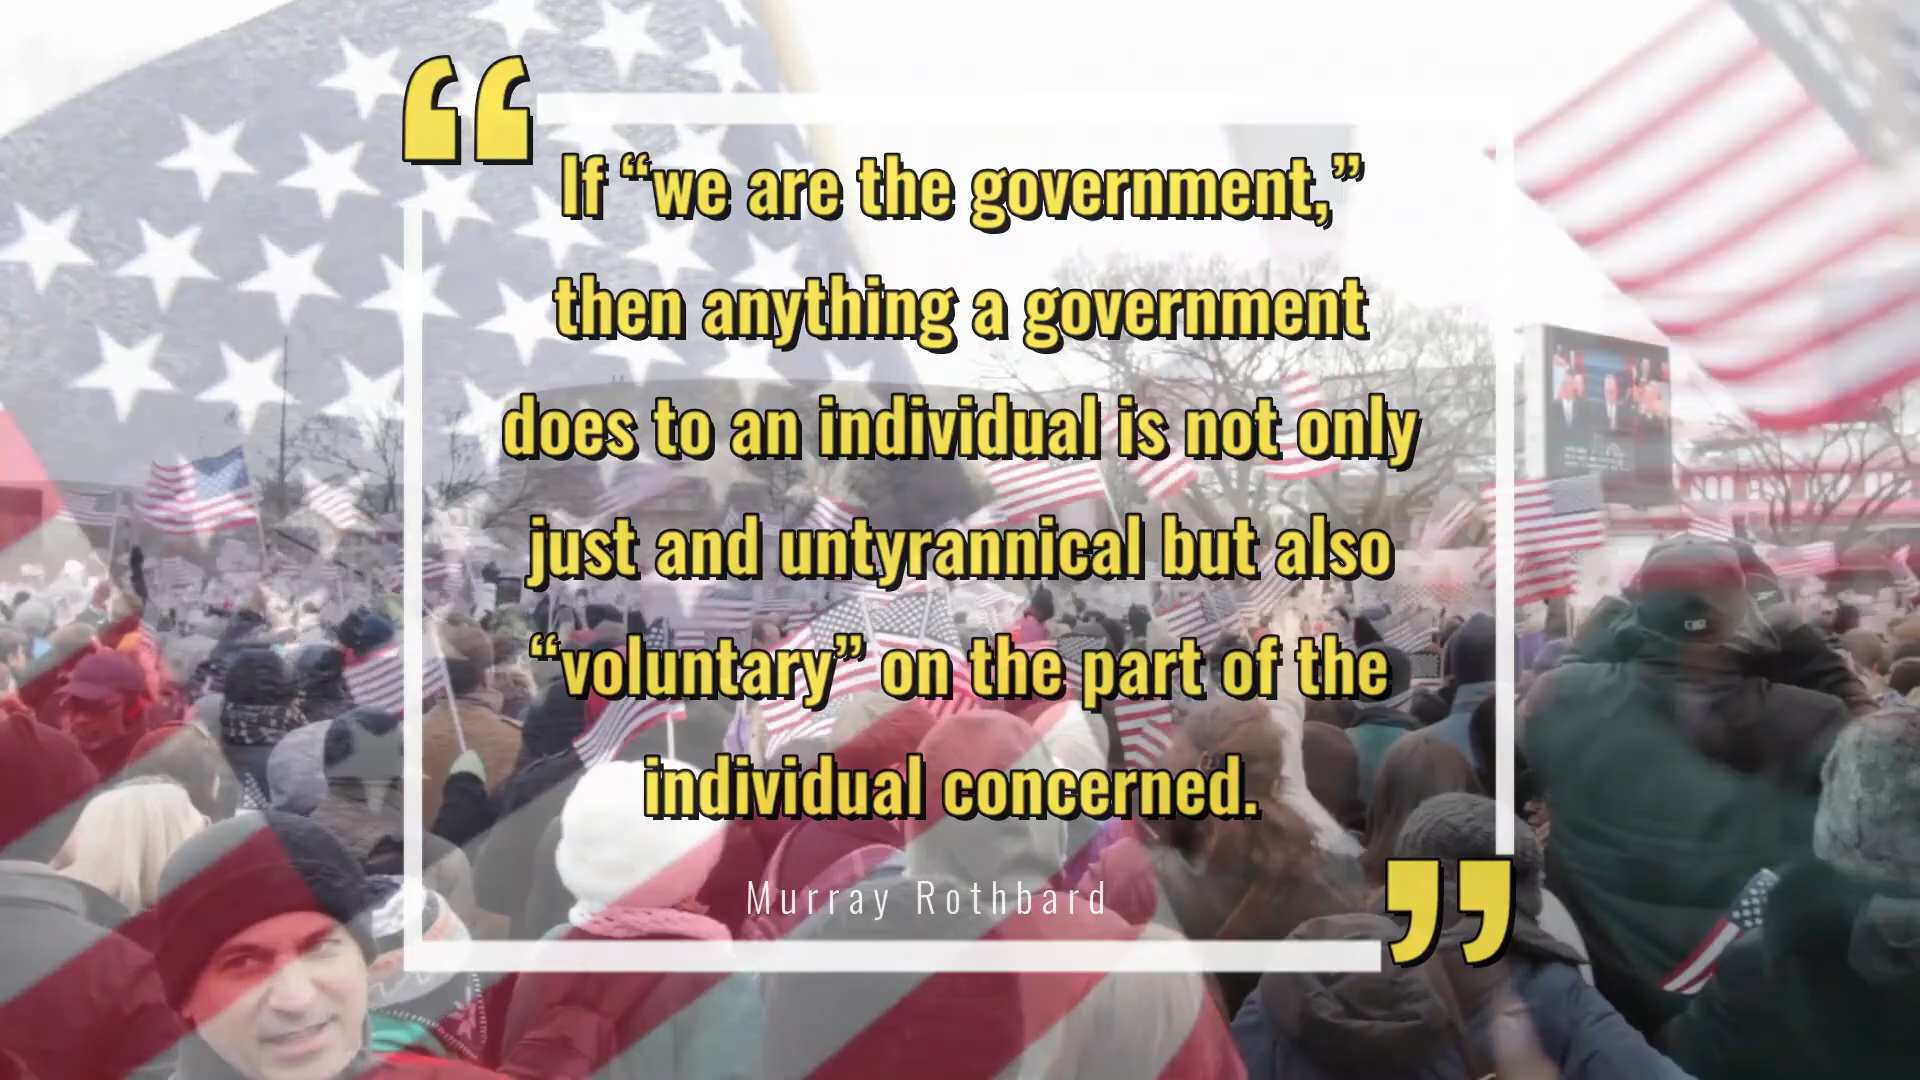 “
If “we are the government,”
then anything a government
does to an individual is not only
just and untyrannical but also
“voluntary” on the part of the
individual concerned.
Murray Rothbard
”